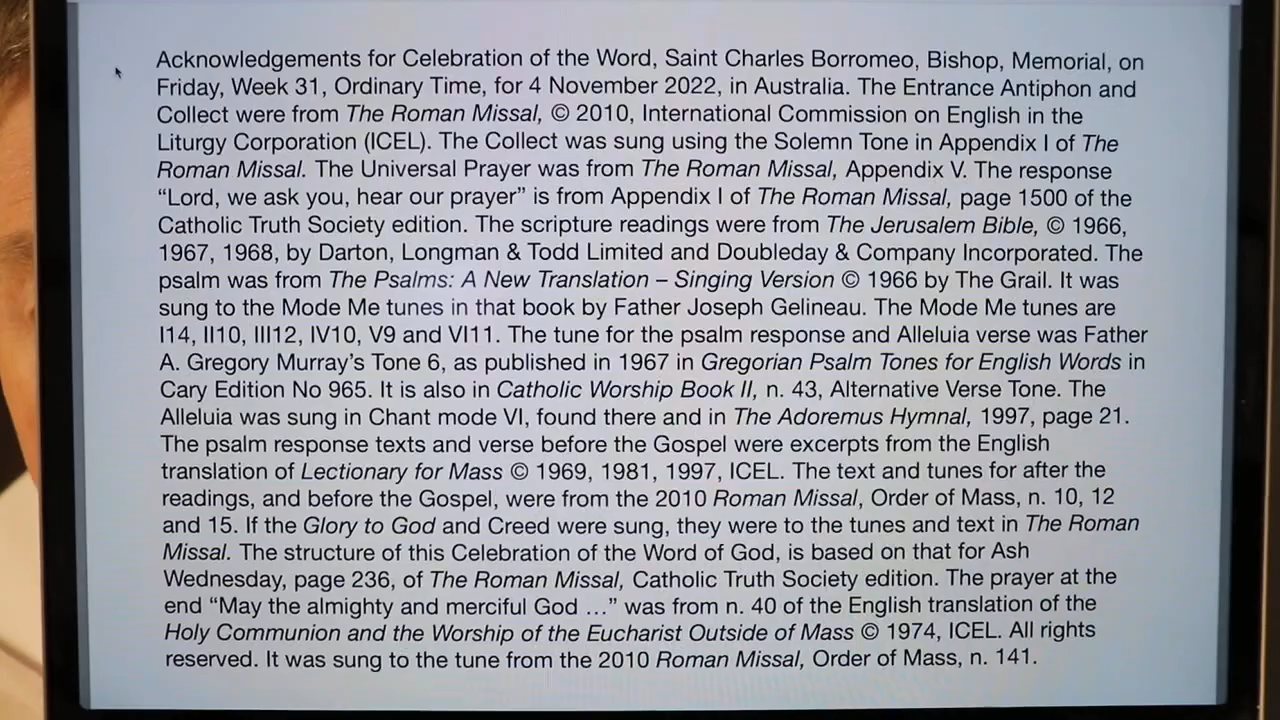 Acknowledgements for Celebration of the Word, Saint Charles Borromeo, Bishop, Memorial, on
Friday, Week 31, Ordinary Time, for 4 November 2022, in Australia. The Entrance Antiphon and
Collect were from The Roman Missal, © 2010, International Commission on English in the
Liturgy Corporation (ICEL). The Collect was sung using the Solemn Tone in Appendix I of The
Roman Missal. The Universal Prayer was from The Roman Missal, Appendix V. The response
“Lord, we ask you, hear our prayer” is from Appendix I of The Roman Missal, page 1500 of the
Catholic Truth Society edition. The scripture readings were from The Jerusalem Bible, © 1966,
1967, 1968, by Darton, Longman & Todd Limited and Doubleday & Company Incorporated. The
psalm was from The Psalms: A New Translation – Singing Version © 1966 by The Grail. It was
sung to the Mode Me tunes in that book by Father Joseph Gelineau. The Mode Me tunes are
I14, II10, III12, IV10, V9 and VI11. The tune for the psalm response and Alleluia verse was Father
A. Gregory Murray’s Tone 6, as published in 1967 in Gregorian Psalm Tones for English Words in
Cary Edition No 965. It is also in Catholic Worship Book II, n. 43, Alternative Verse Tone. The
Alleluia was sung in Chant mode VI, found there and in The Adoremus Hymnal, 1997, page 21.
The psalm response texts and verse before the Gospel were excerpts from the English
translation of Lectionary for Mass © 1969, 1981, 1997, ICEL. The text and tunes for after the
readings, and before the Gospel, were from the 2010 Roman Missal, Order of Mass, n. 10, 12
and 15. If the Glory to God and Creed were sung, they were to the tunes and text in The Roman
Missal. The structure of this Celebration of the Word of God, is based on that for Ash
Wednesday, page 236, of The Roman Missal, Catholic Truth Society edition. The prayer at the
end “May the almighty and merciful God …” was from n. 40 of the English translation of the
Holy Communion and the Worship of the Eucharist Outside of Mass © 1974, ICEL. All rights
reserved. It was sung to the tune from the 2010 Roman Missal, Order of Mass, n. 141.